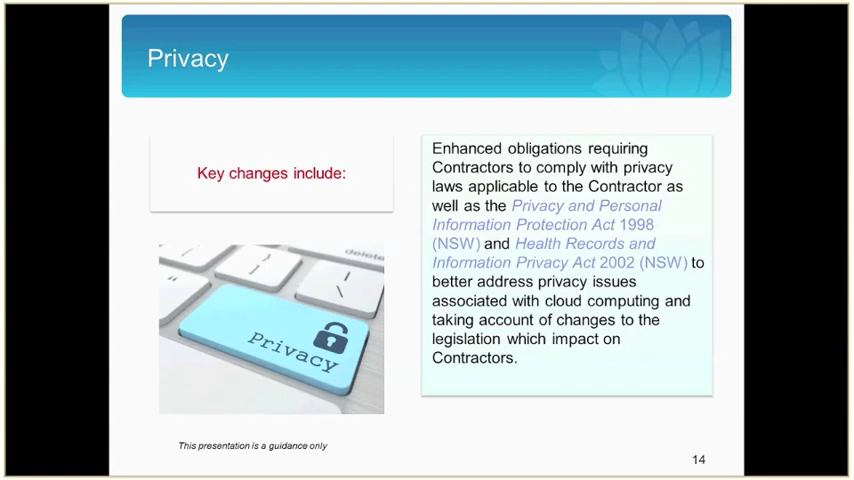 Privacy
Key changes include:
Enhanced obligations requiring
Contractors to comply with privacy
laws applicable to the Contractor as
well as the Privacy and Personal
Information Protection Act 1998
(NSW) and Health Records and
Information Privacy Act 2002 (NSW) to
better address privacy issues
associated with cloud computing and
taking account of changes to the
legislation which impact on
Contractors.
delete
Privacy
This presentation is a guidance only
14